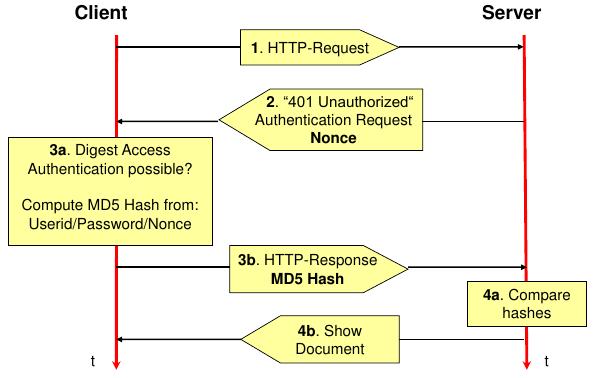 Client
Server
1. HTTP-Request
2. “401 Unauthorized“
Authentication Request
Nonce
3a. Digest Access
Authentication possible?
Compute MD5 Hash from:
Userid/Password/Nonce
3b. HTTP-Response
MD5 Hash
4a. Compare
hashes
4b. Show
Document
t
t